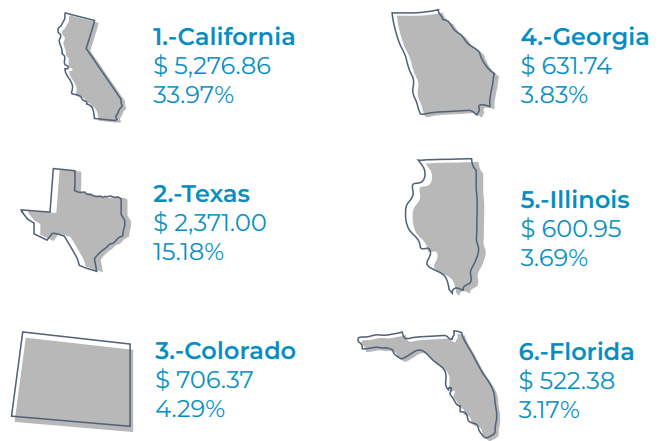 1.-California
$ 5,276.86
33.97%
2.-Texas
$ 2,371.00
15.18%
3.-Colorado
$ 706.37
4.29%
4.-Georgia
$ 631.74
3.83%
5.-Illinois
$ 600.95
3.69%
6.-Florida
$ 522.38
3.17%